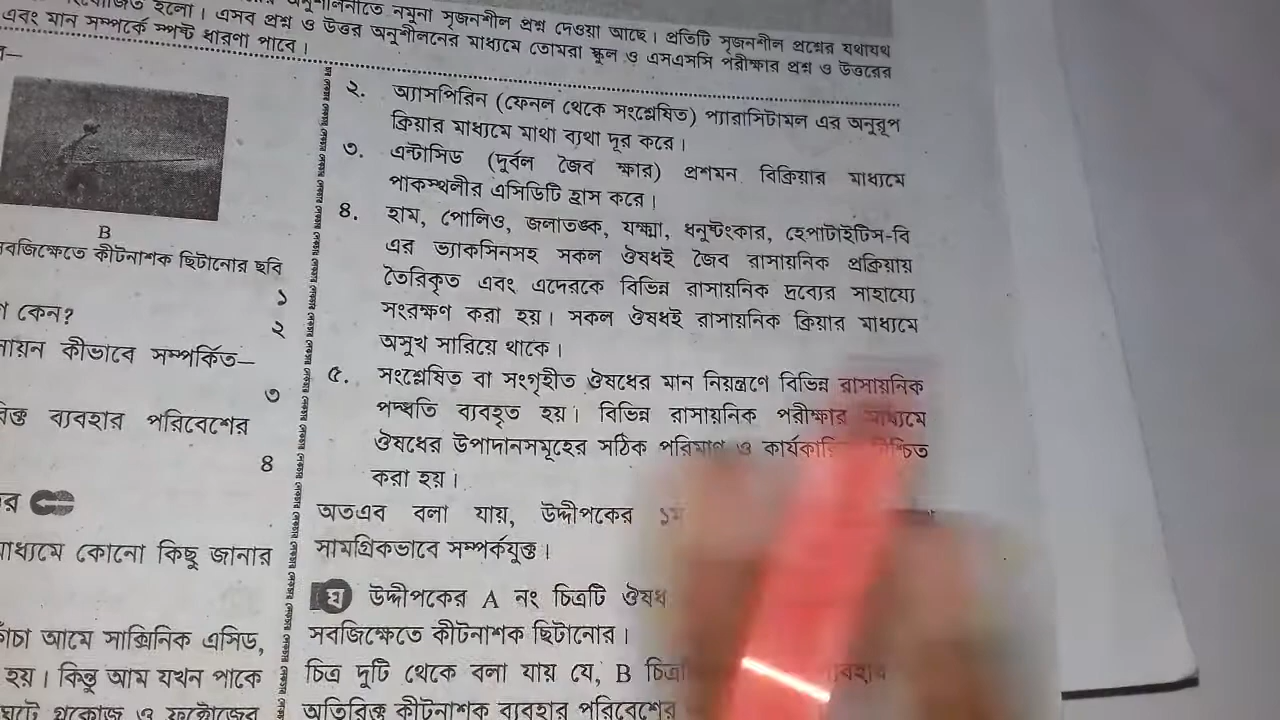 অনুশীলনীতে নমুনা সৃজনশীল প্রশ্ন দেওয়া আছে। প্রতিটি সৃজনশীল প্রশ্নের যথাযথ
হলো। এসব প্রশ্ন ও উত্তর অনুশীলনের মাধ্যমে তোমরা স্কুল ও এসএসসি পরীক্ষার প্রশ্ন ও উত্তরের
এবং মান সম্পর্কে স্পষ্ট ধারণা পাবে।
B
কীটনাশক ছিটানোর ছবি
১
কেন?
২
কীভাবে সম্পর্কিত—
৩
ব্যবহার পরিবেশের
৪
কোনো কিছু জানার
আমে সাক্সিনিক এসিড,
হয়। কিন্তু আম যখন পাকে
২. অ্যাসপিরিন (ফেনল থেকে সংশ্লেষিত) প্যারাসিটামল এর অনুরূপ
ক্রিয়ার মাধ্যমে মাথা ব্যথা দূর করে।
৩. এন্টাসিড (দুর্বল জৈব ক্ষার) প্রশমন বিক্রিয়ার মাধ্যমে
পাকস্থলীর এসিডিটি হ্রাস করে।
৪. হাম, পোলিও, জলাতঙ্ক, যক্ষ্মা, ধনুষ্টংকার, হেপাটাইটিস-বি
এর ভ্যাকসিনসহ সকল ঔষধই জৈব রাসায়নিক প্রক্রিয়ায়
তৈরিকৃত এবং এদেরকে বিভিন্ন রাসায়নিক দ্রব্যের সাহায্যে
সংরক্ষণ করা হয়। সকল ঔষধই রাসায়নিক ক্রিয়ার মাধ্যমে
অসুখ সারিয়ে থাকে।
৫. সংশ্লেষিত বা সংগৃহীত ঔষধের মান নিয়ন্ত্রণে বিভিন্ন রাসায়নিক
পদ্ধতি ব্যবহৃত হয়। বিভিন্ন রাসায়নিক পরীক্ষার মাধ্যমে
ঔষধের উপাদানসমূহের সঠিক পরিমাণ ও
করা হয়।
অতএব বলা যায়, উদ্দীপকের ১ম
সামগ্রিকভাবে সম্পর্কযুক্ত।
ঘ উদ্দীপকের A নং চিত্রটি ঔষধ
সবজিক্ষেতে কীটনাশক ছিটানোর।
চিত্র দুটি থেকে বলা যায় যে, B
অতিরিক্ত কীটনাশক ব্যবহার পরিবেশের